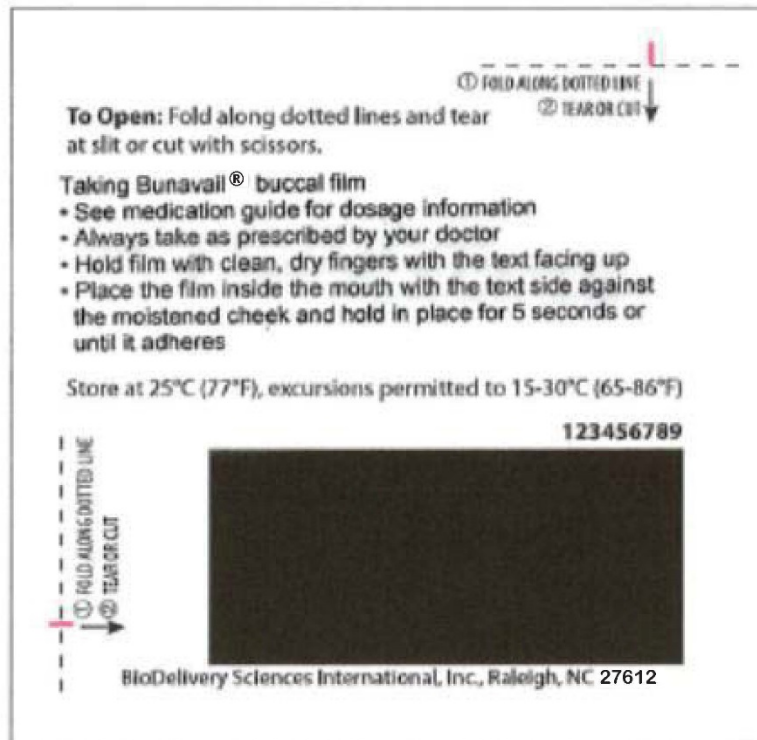 ① FOLD ALONG DOTTED LINE
② TEAR OR CUT
To Open: Fold along dotted lines and tear
at slit or cut with scissors.
Taking Bunavail® buccal film
• See medication guide for dosage information
• Always take as prescribed by your doctor
• Hold film with clean, dry fingers with the text facing up
• Place the film inside the mouth with the text side against
the moistened cheek and hold in place for 5 seconds or
until it adheres
Store at 25°C (77°F), excursions permitted to 15-30°C (65-86°F)
123456789
① FOLD ALONG DOTTED LINE
② TEAR OR CUT
BioDelivery Sciences International, Inc., Raleigh, NC 27612